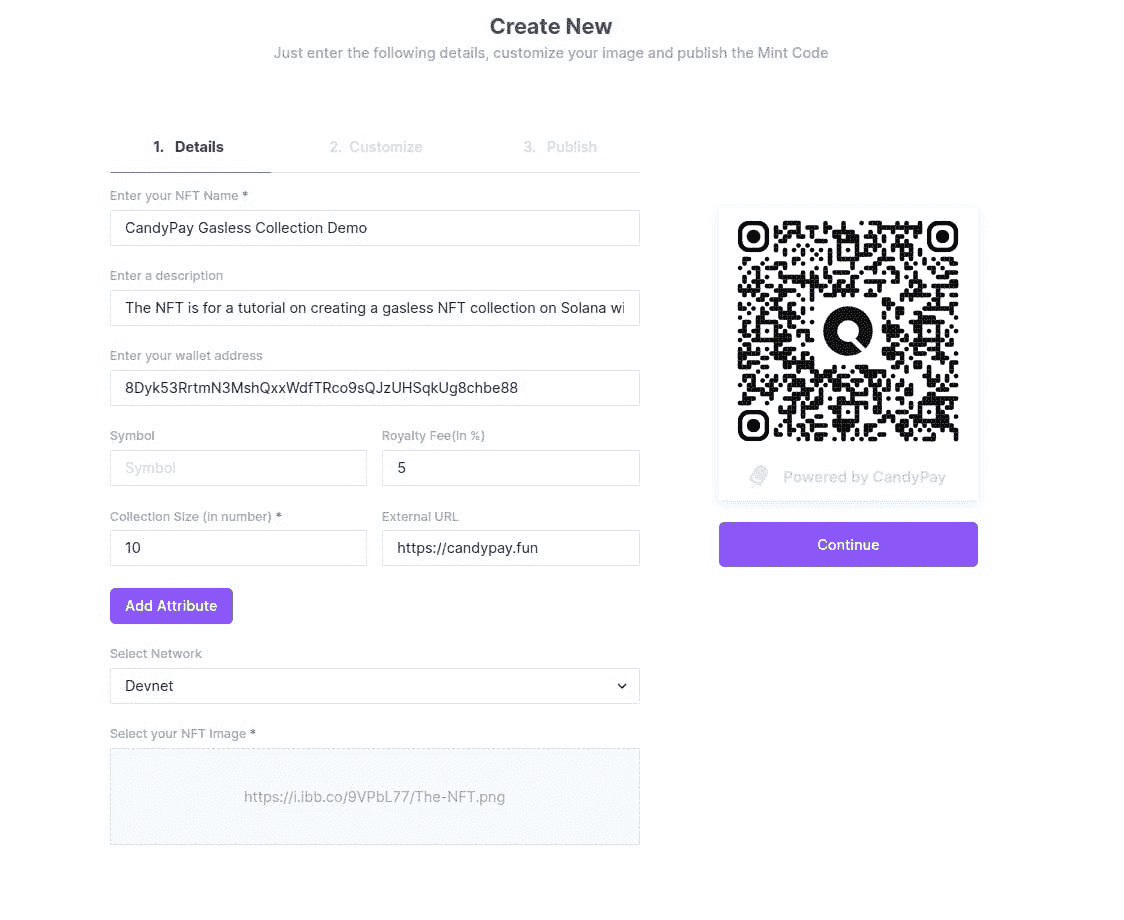 Create New
Just enter the following details, customize your image and publish the Mint Code
1. Details
2. Customize
3. Publish
Enter your NFT Name *
CandyPay Gasless Collection Demo
Enter a description
The NFT is for a tutorial on creating a gasless NFT collection on Solana wi
Enter your wallet address
8Dyk53RrtmN3MshQxxWdfTRco9sQJzUHSqkUg8chbe88
Symbol
Royalty Fee(In %)
Symbol
5
Collection Size (in number) *
External URL
10
https://candypay.fun
Add Attribute
Select Network
Devnet
Select your NFT Image *
https://i.ibb.co/9VPbL77/The-NFT.png
Powered by CandyPay
Continue